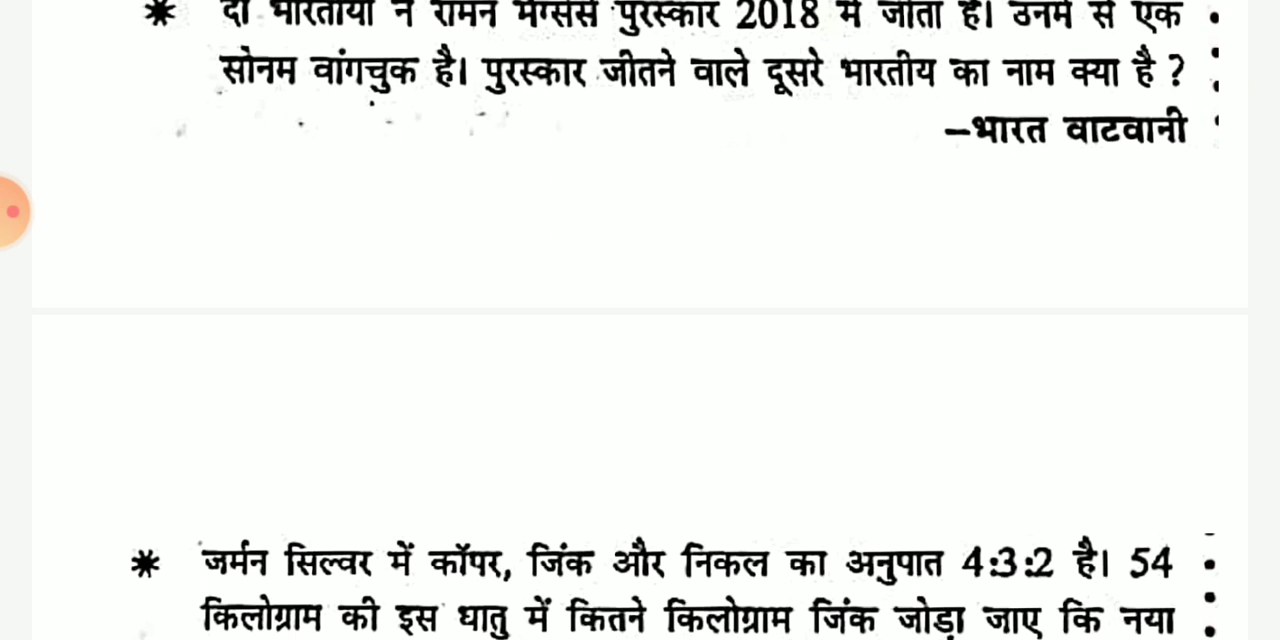 * दो भारतीयों ने रामन मैग्सेसे पुरस्कार 2018 में जीता है। उनमें से एक
सोनम वांगचुक है। पुरस्कार जीतने वाले दूसरे भारतीय का नाम क्या है ?
–भारत वाटवानी
* जर्मन सिल्वर में कॉपर, जिंक और निकल का अनुपात 4:3:2 है। 54
किलोग्राम की इस धातु में कितने किलोग्राम जिंक जोड़ा जाए कि नया